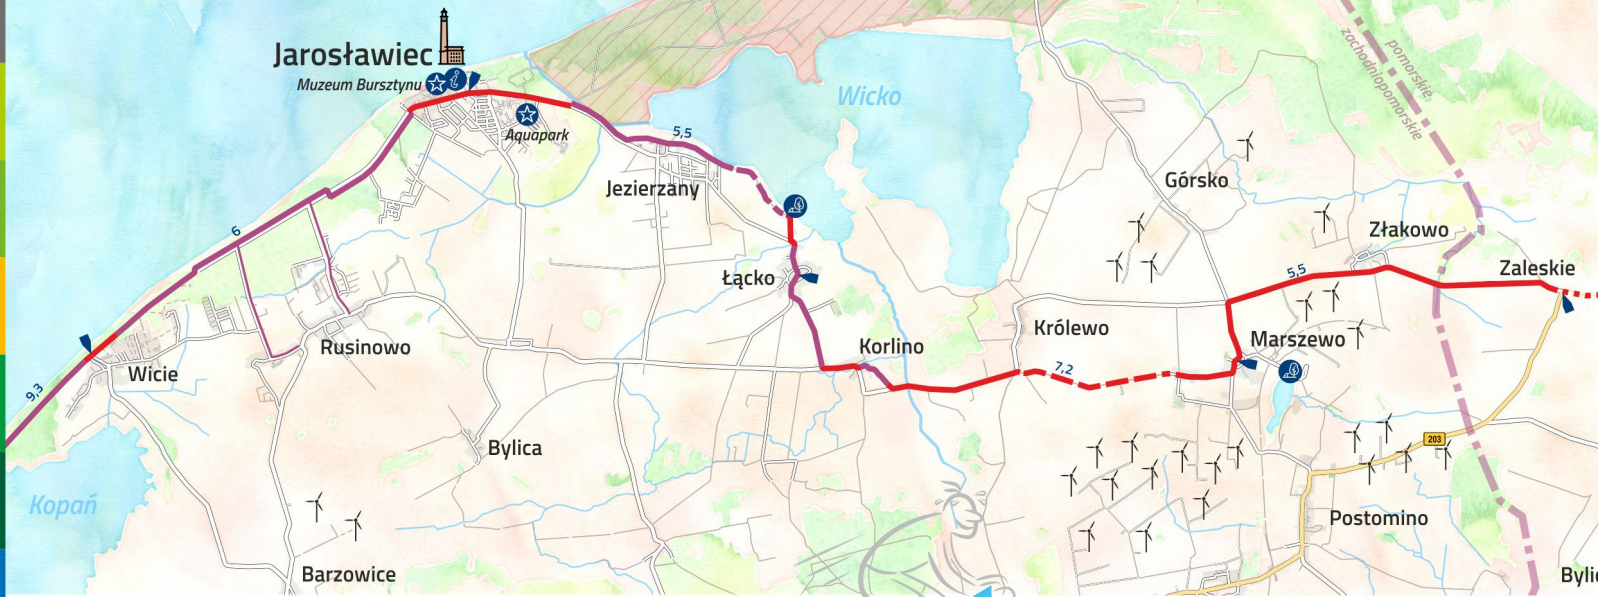 Jarosławiec
Muzeum Bursztynu
Aquapark
Wicko
pomorskie
zachodniopomorskie
5,5
Jezierzany
Górsko
6
Złakowo
Łącko
5,5
Zaleskie
Królewo
Marszewo
Rusinowo
Korlino
Wicie
7,2
9,3
Bylica
203
Kopań
Postomino
Barzowice